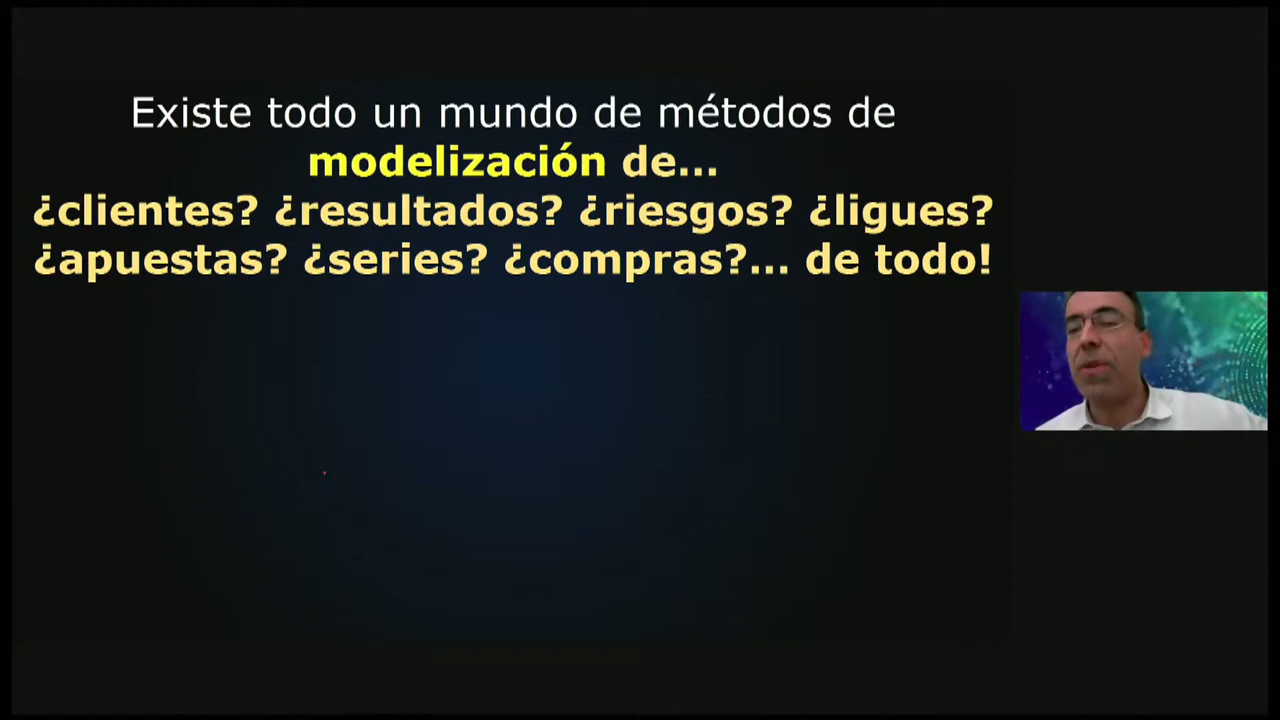 Existe todo un mundo de métodos de
modelización de...
¿clientes? ¿resultados? ¿riesgos? ¿ligues?
¿apuestas? ¿series? ¿compras?... de todo!